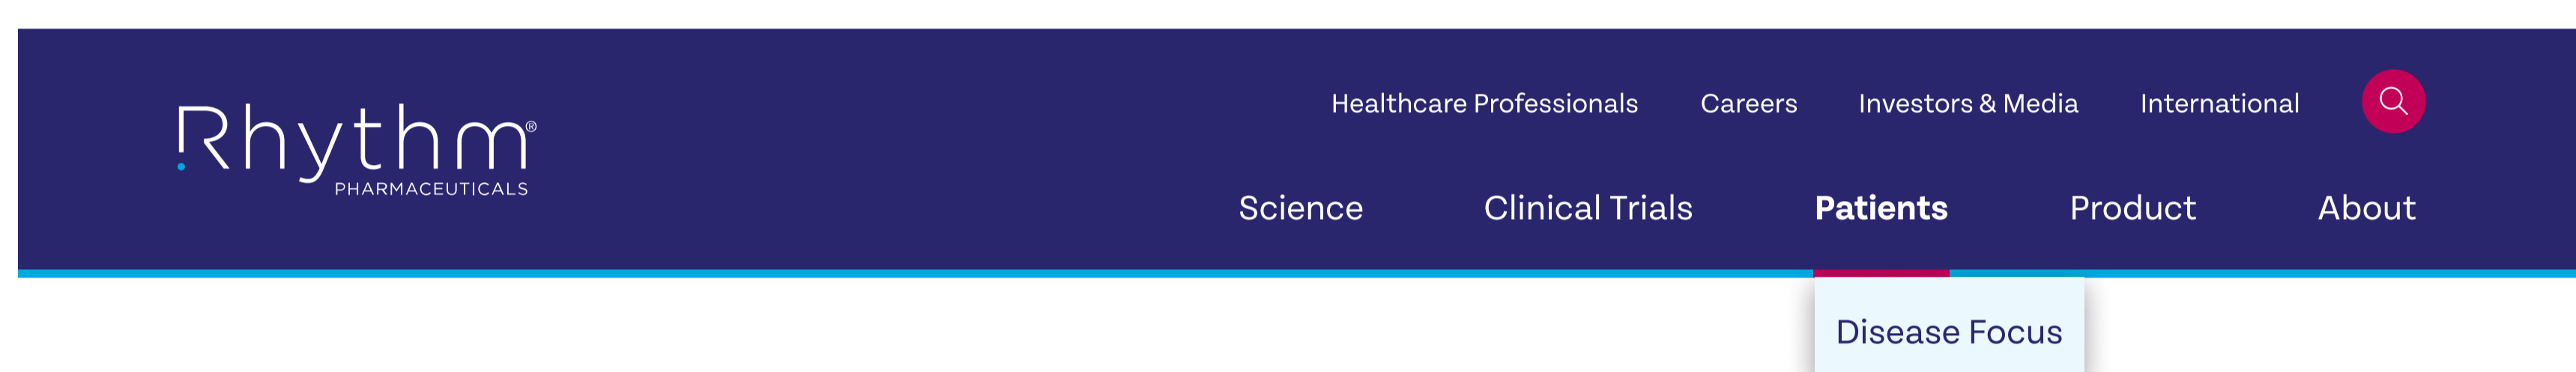 Rhythm®
PHARMACEUTICALS
Healthcare Professionals Careers Investors & Media International
Science Clinical Trials Patients Product About
Disease Focus